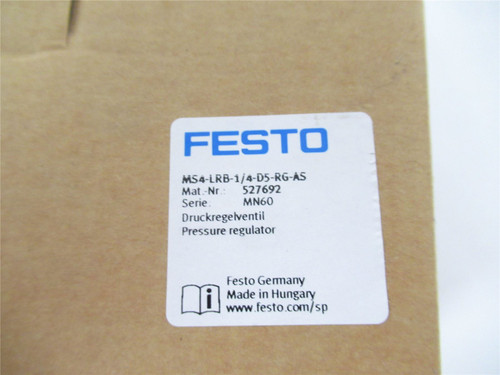 FESTO
MS4-LRB-1/4-D5-RG-AS
Mat.-Nr.: 527692
Serie: MN60
Druckregelventil
Pressure regulator
Festo Germany
Made in Hungary
www.festo.com/sp